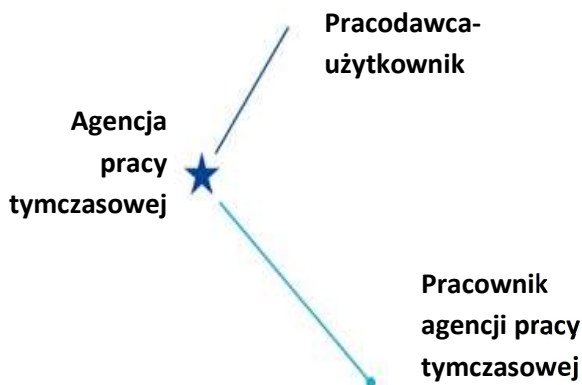 Pracodawca-
użytkownik
Agencja
pracy
tymczasowej
Pracownik
agencji pracy
tymczasowej